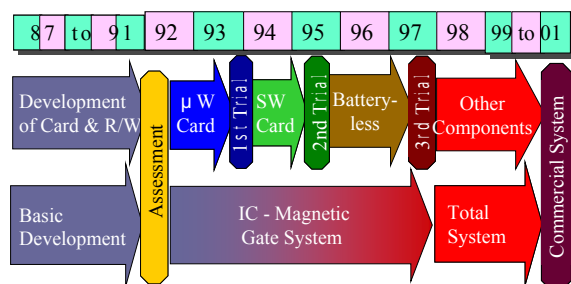 87 to 91 92 93 94 95 96 97 98 99 to 01
Development
of Card & R/W
Assessment
μ W
Card
1st Trial
SW
Card
2nd Trial
Battery-
less
3rd Trial
Other
Components
Commercial System
Basic
Development
IC - Magnetic
Gate System
Total
System